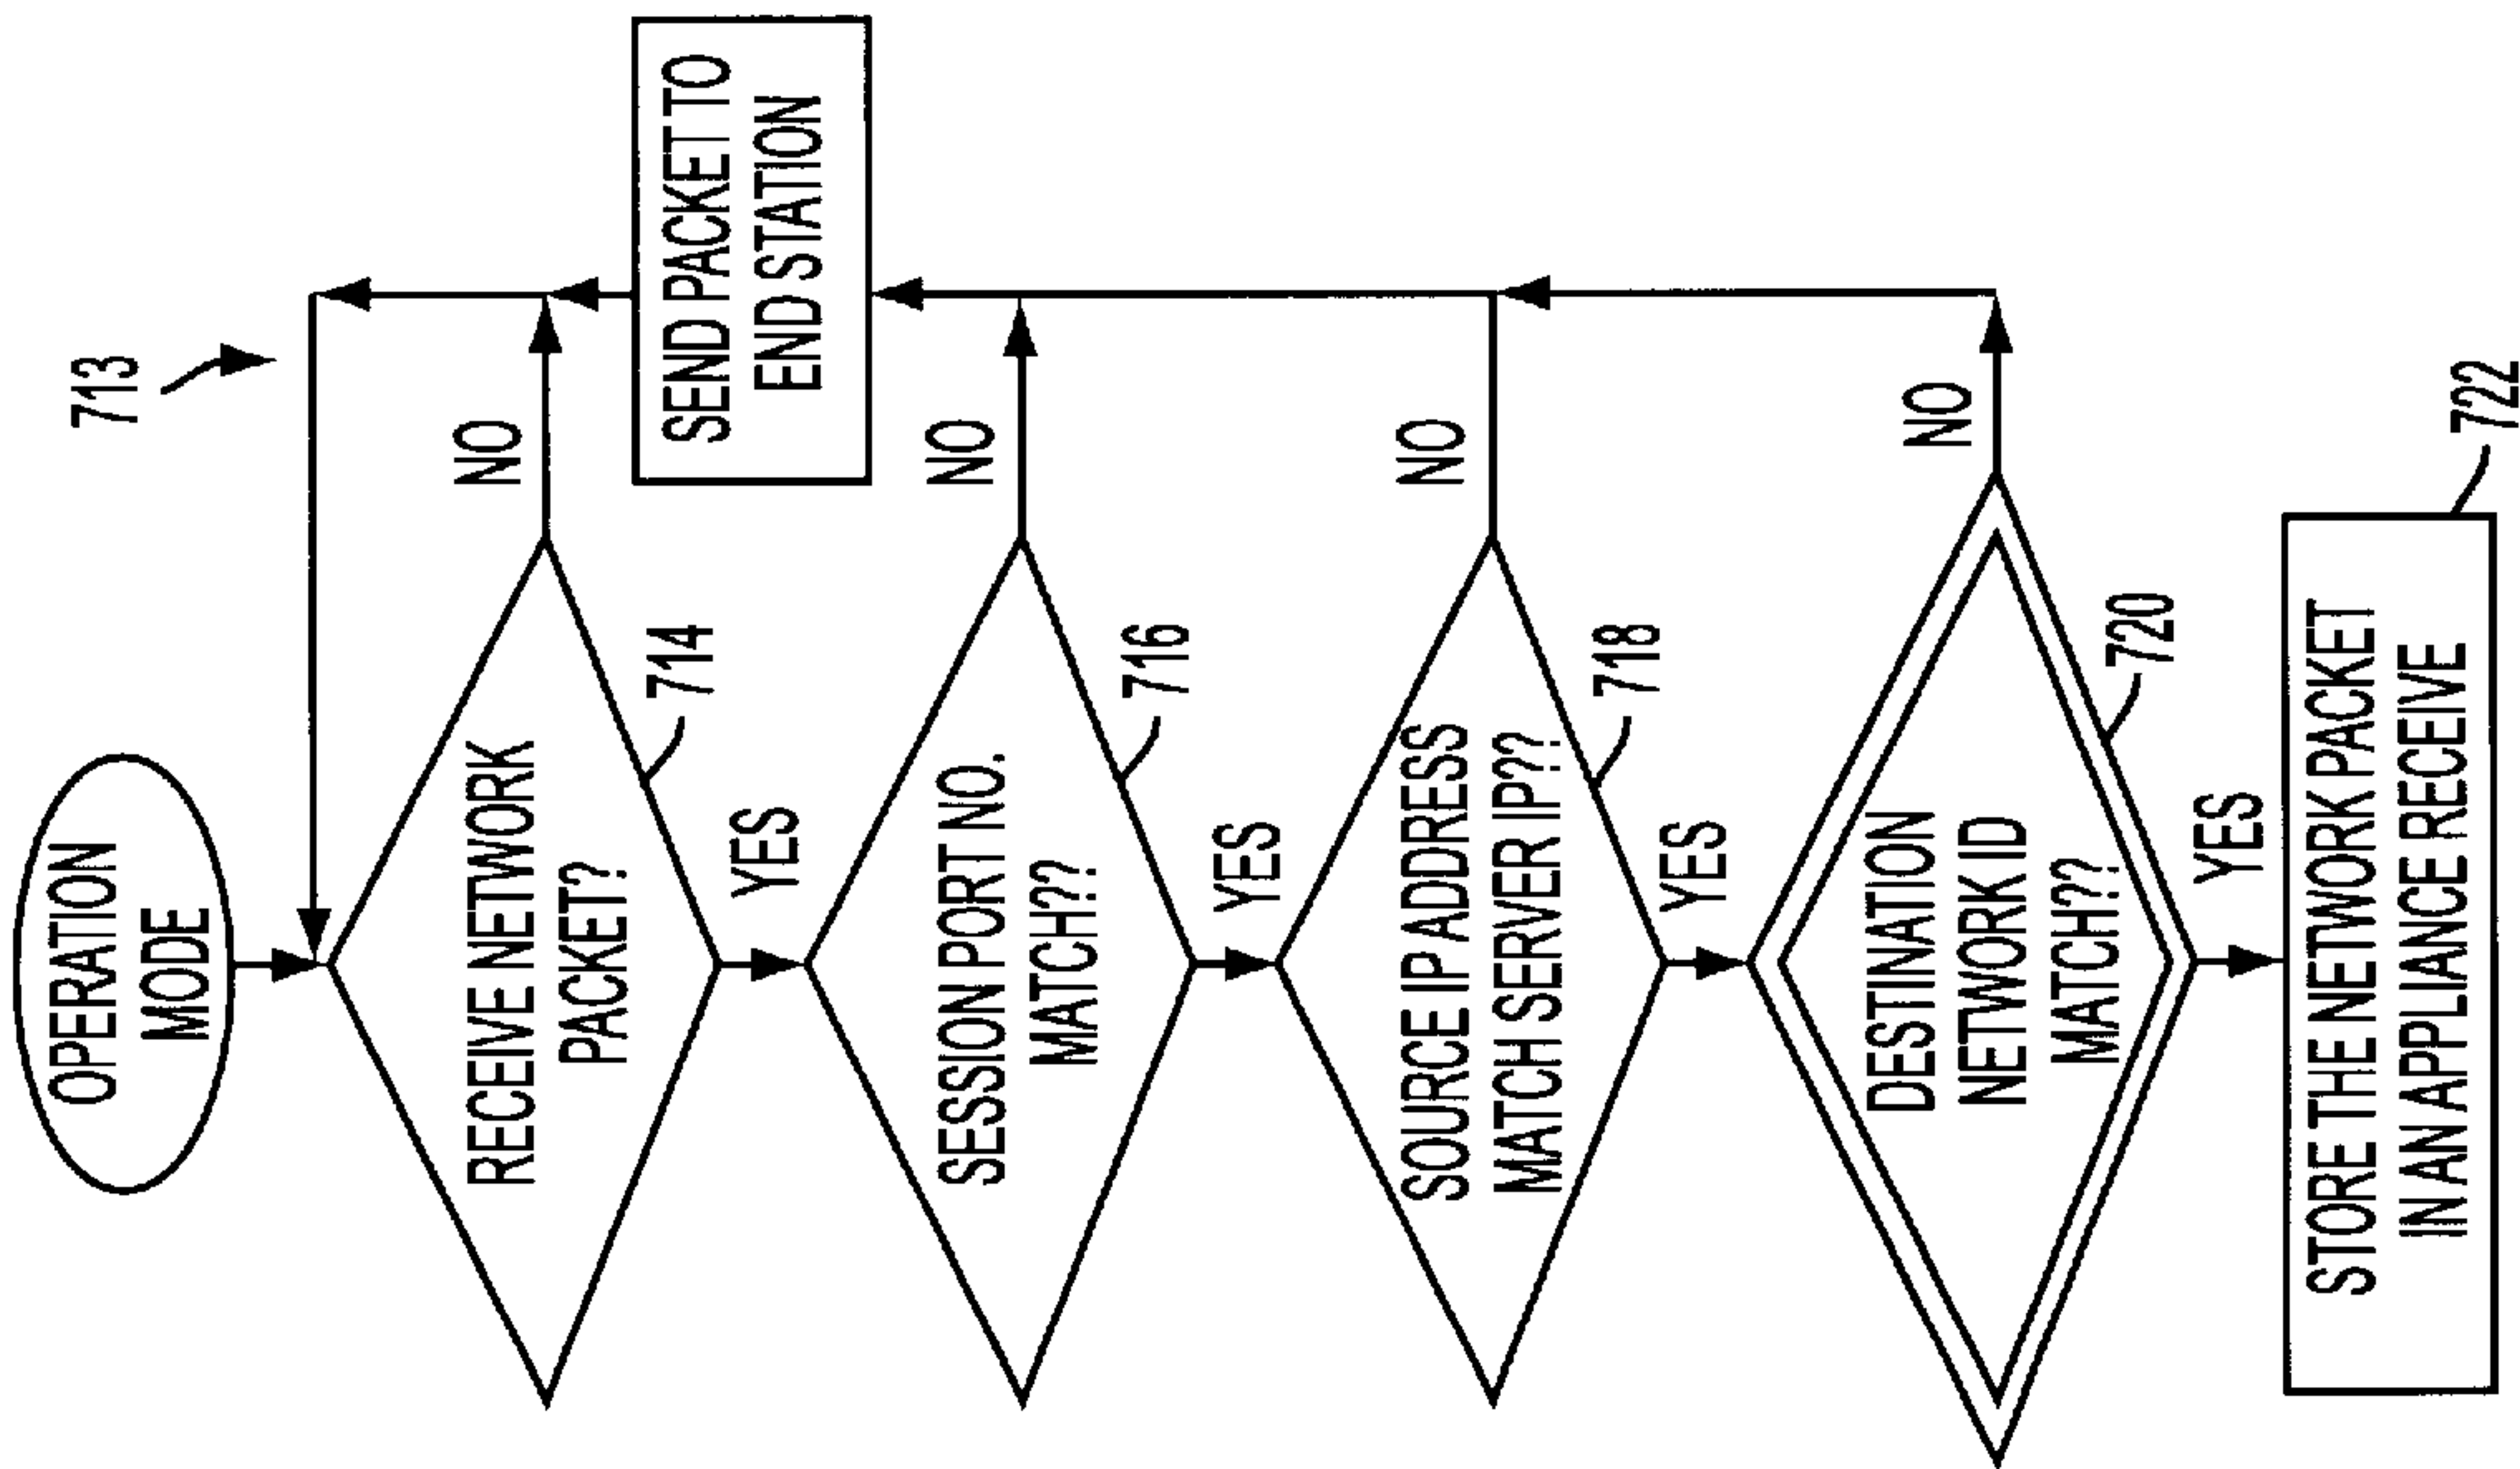 713
OPERATION
MODE
RECEIVE NETWORK
PACKET?
714
NO
YES
SEND PACKET TO
END STATION
SESSION PORT NO.
MATCH??
716
NO
YES
SOURCE IP ADDRESS
MATCH SERVER IP??
718
NO
YES
DESTINATION
NETWORK ID
MATCH??
720
NO
YES
STORE THE NETWORK PACKET
IN AN APPLIANCE RECEIVE
722